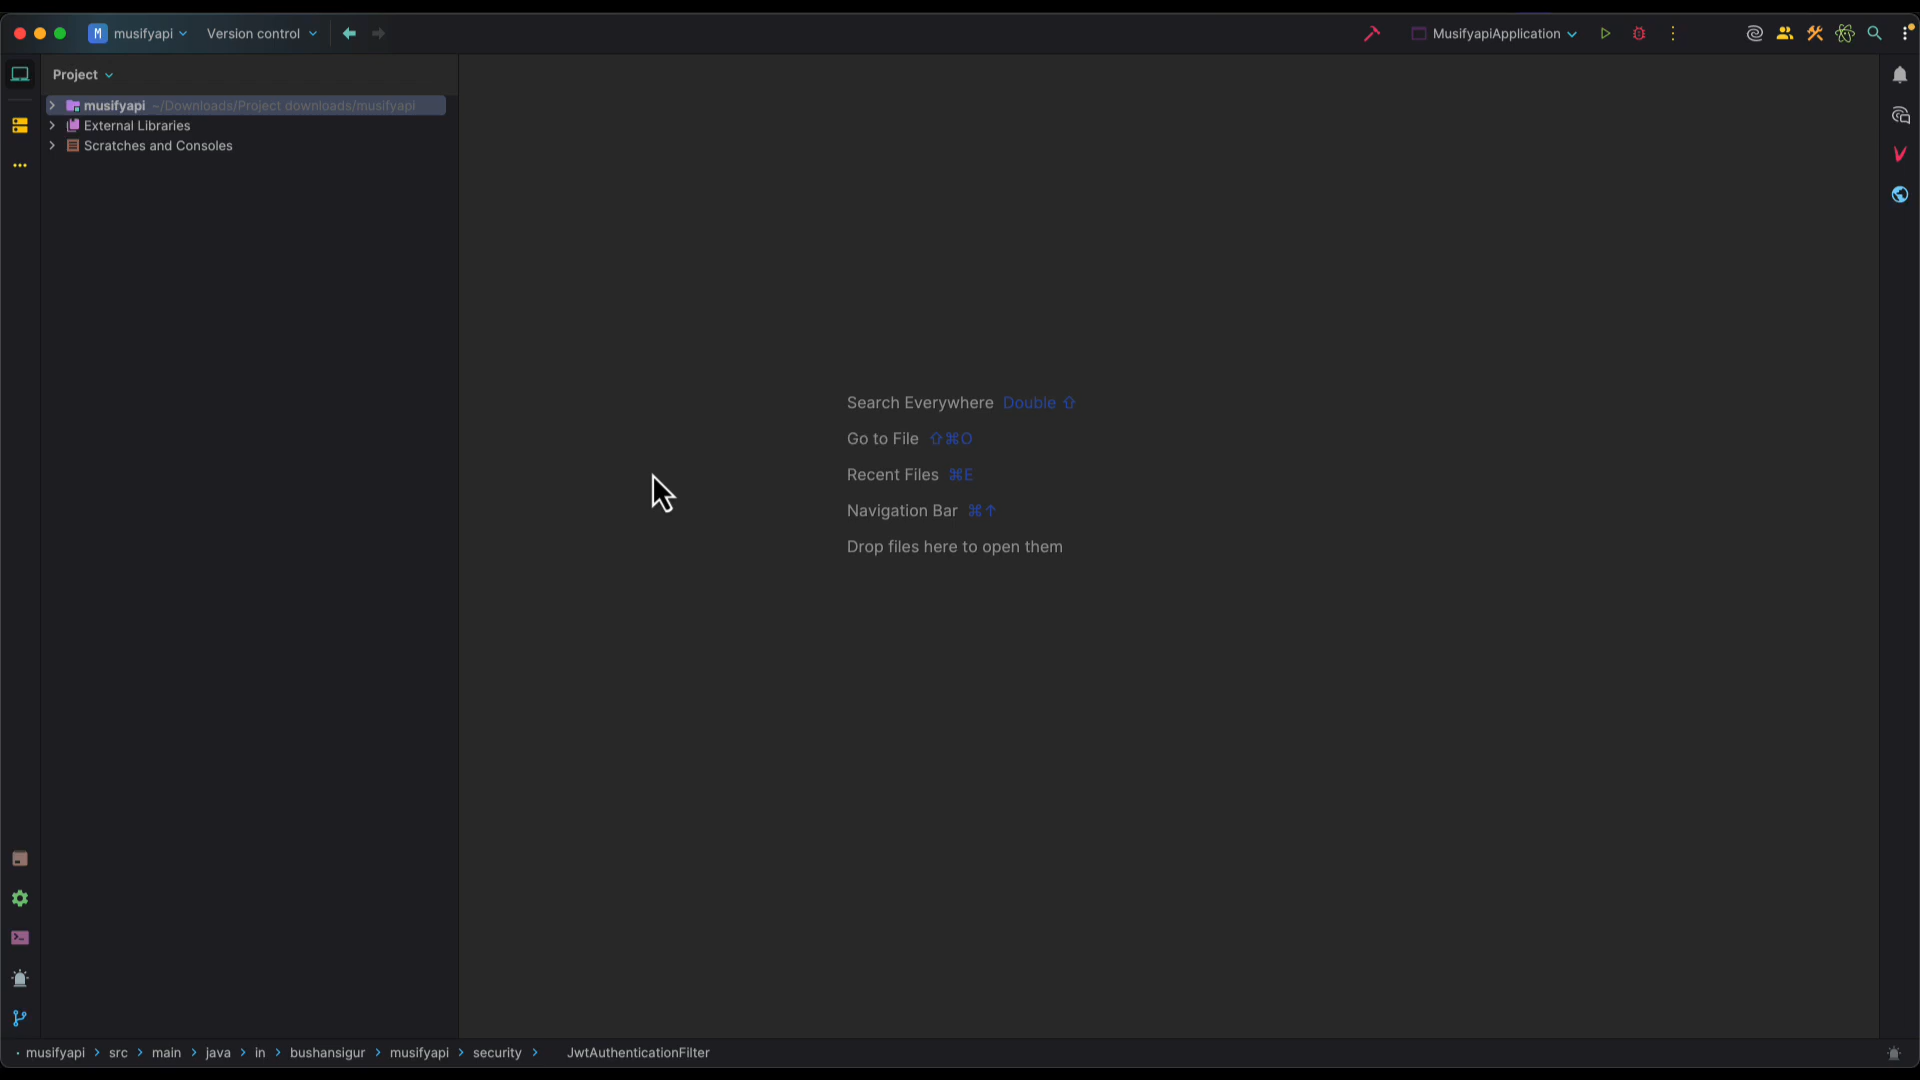 M musifyapi Version control MusifyapiApplication
Project
musifyapi ~/Downloads/Project downloads/musifyapi
External Libraries
Scratches and Consoles
Search Everywhere Double ⇧
Go to File ⇧⌘O
Recent Files ⌘E
Navigation Bar ⌘↑
Drop files here to open them
musifyapi > src > main > java > in > bushansigur > musifyapi > security > JwtAuthenticationFilter